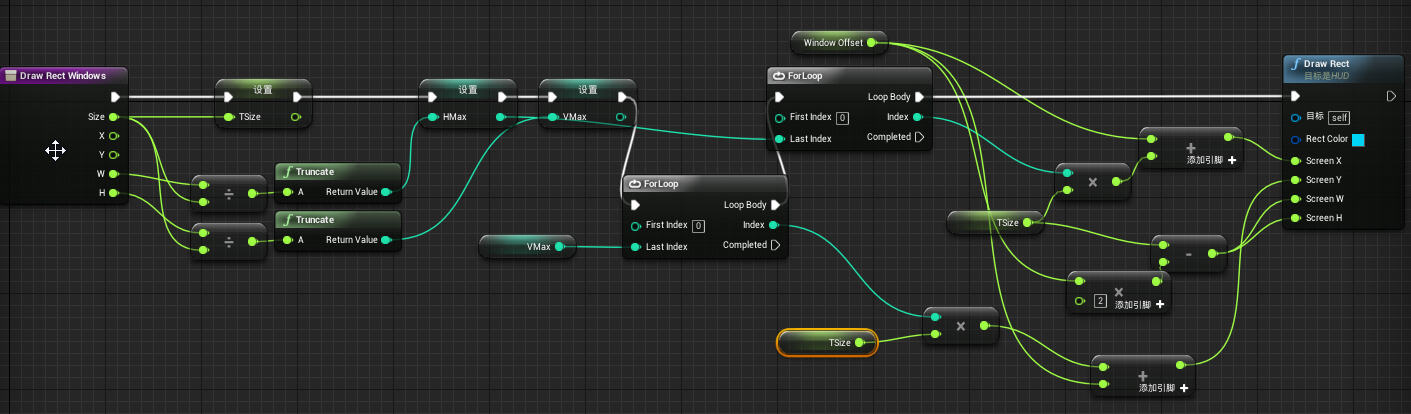 Draw Rect Windows
Size
X
Y
W
H
设置
TSize
÷
÷
Truncate
A
Return Value
Truncate
A
Return Value
设置
HMax
设置
VMax
VMax
ForLoop
First Index 0
Last Index
Loop Body
Index
Completed
ForLoop
First Index 0
Last Index
Loop Body
Index
Completed
Window Offset
TSize
×
+
添加引脚 +
TSize
×
-
×
2
添加引脚 +
+
添加引脚 +
Draw Rect
目标是HUD
目标 self
Rect Color
Screen X
Screen Y
Screen W
Screen H